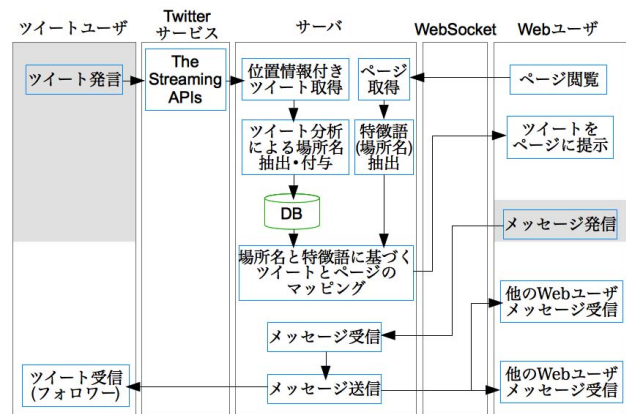 ツイートユーザ
Twitter
サービス
サーバ
WebSocket
Webユーザ
ツイート発言
The
Streaming
APIs
位置情報付き
ツイート取得
ページ
取得
ページ閲覧
ツイート分析
による場所名
抽出・付与
特徴語
(場所名)
抽出
ツイートを
ページに提示
DB
メッセージ発信
場所名と特徴語に基づく
ツイートとページの
マッピング
他のWebユーザ
メッセージ受信
メッセージ受信
ツイート受信
(フォロワー)
メッセージ送信
他のWebユーザ
メッセージ受信